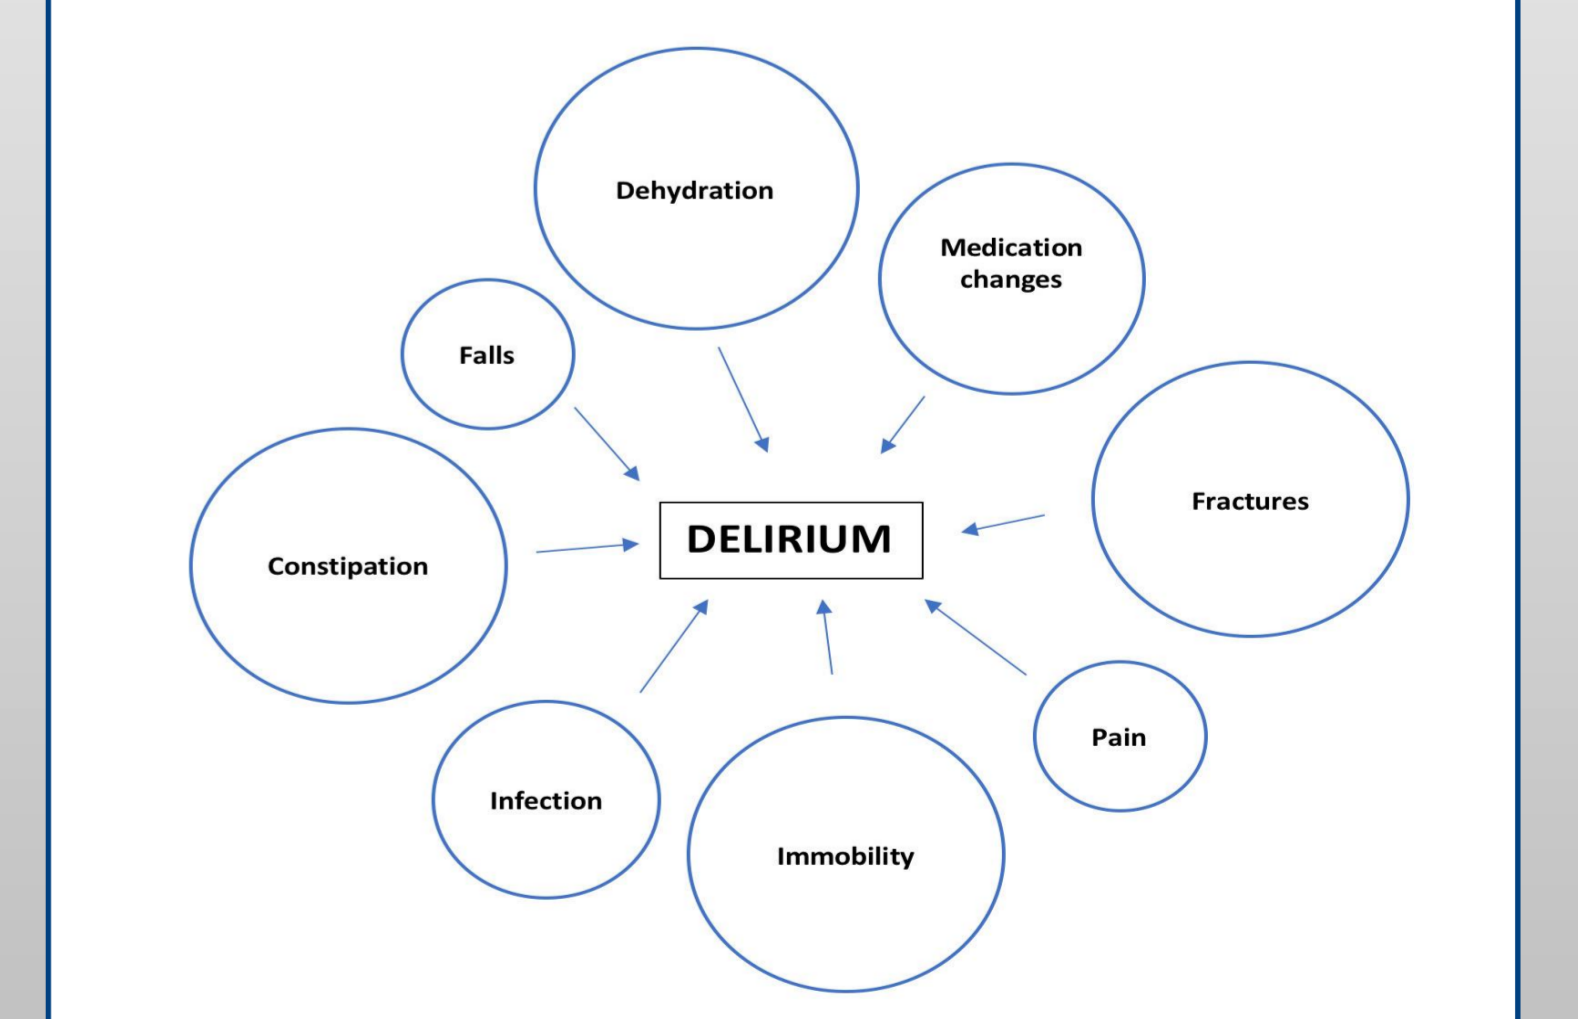 Dehydration
Medication
changes
Falls
Fractures
DELIRIUM
Constipation
Pain
Infection
Immobility